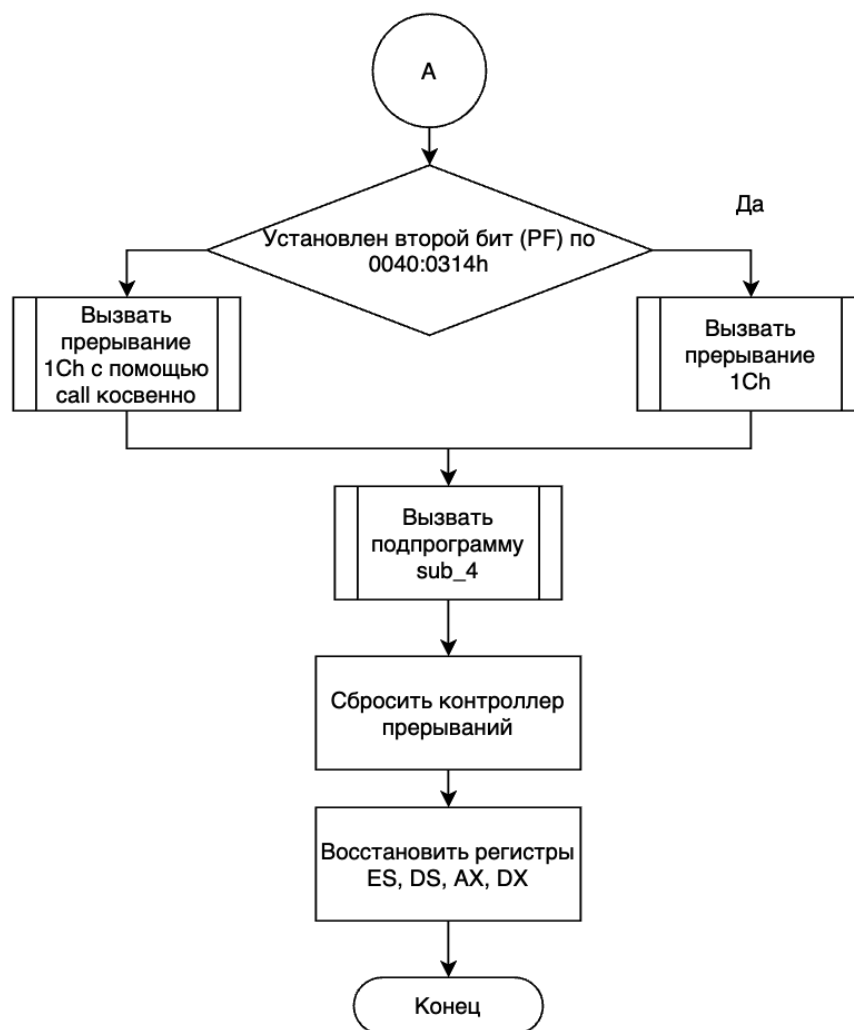 А
Да
Установлен второй бит (PF) по
0040:0314h
Вызвать
прерывание
1Ch с помощью
call косвенно
Вызвать
прерывание
1Ch
Вызвать
подпрограмму
sub_4
Сбросить контроллер
прерываний
Восстановить регистры
ES, DS, AX, DX
Конец